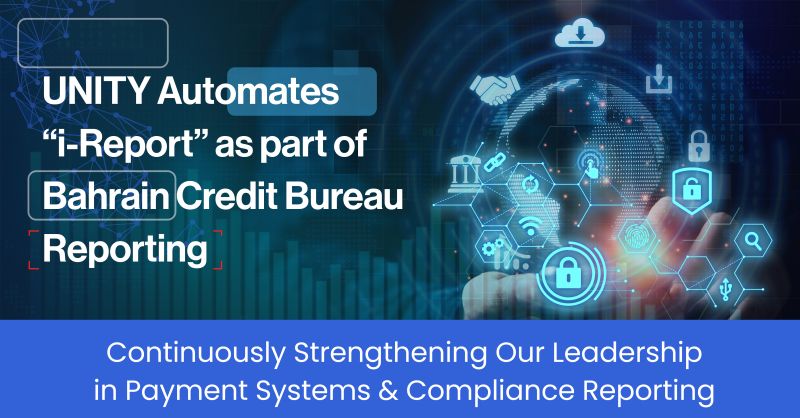 UNITY Automates
“i-Report” as part of
Bahrain Credit Bureau
Reporting
Continuously Strengthening Our Leadership
in Payment Systems & Compliance Reporting